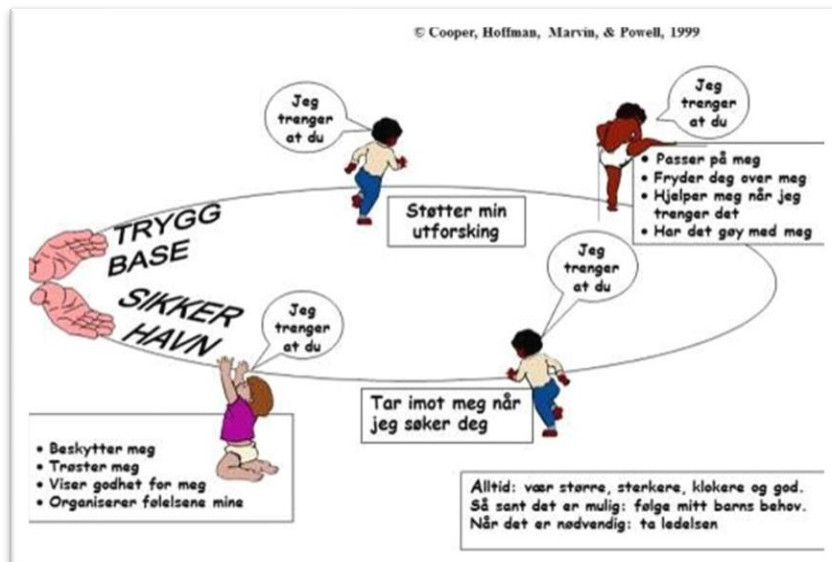 © Cooper, Hoffman, Marvin, & Powell, 1999
Jeg
trenger
at du
Jeg
trenger
at du
• Passer på meg
• Fryder deg over meg
• Hjelper meg når jeg
trenger det
• Har det gøy med meg
Støtter min
utforsking
TRYGG
BASE
SIKKER
HAVN
Jeg
trenger
at du
Jeg
trenger
at du
Tar imot meg når
jeg søker deg
• Beskytter meg
• Trøster meg
• Viser godhet for meg
• Organiserer følelsene mine
Alltid: vær større, sterkere, klokere og god.
Så sant det er mulig: følge mitt barns behov.
Når det er nødvendig: ta ledelsen